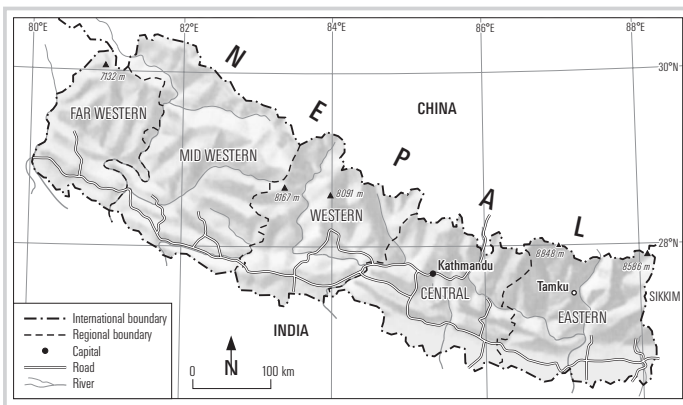 80°E
82°E
84°E
86°E
88°E
30°N
28°N
NEPAL
CHINA
7132 m
FAR WESTERN
MID WESTERN
8167 m
8091 m
WESTERN
8848 m
8586 m
Kathmandu
CENTRAL
Tamku
EASTERN
SIKKIM
INDIA
International boundary
Regional boundary
Capital
Road
River
N
0 100 km